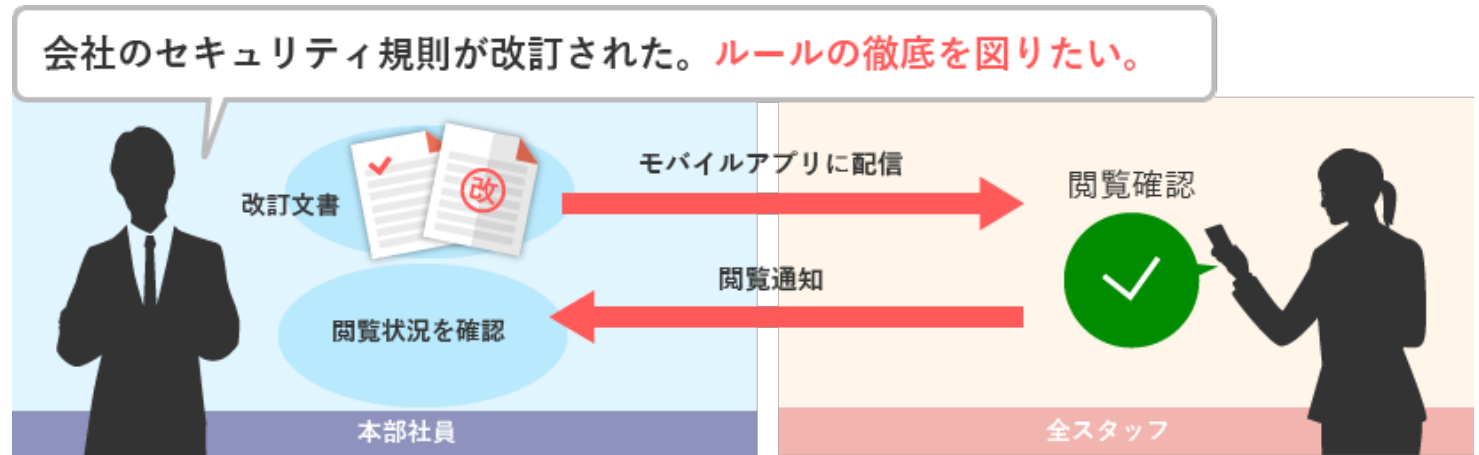 会社のセキュリティ規則が改訂された。ルールの徹底を図りたい。
改訂文書
改
モバイルアプリに配信
閲覧確認
閲覧通知
閲覧状況を確認
本部社員
全スタッフ